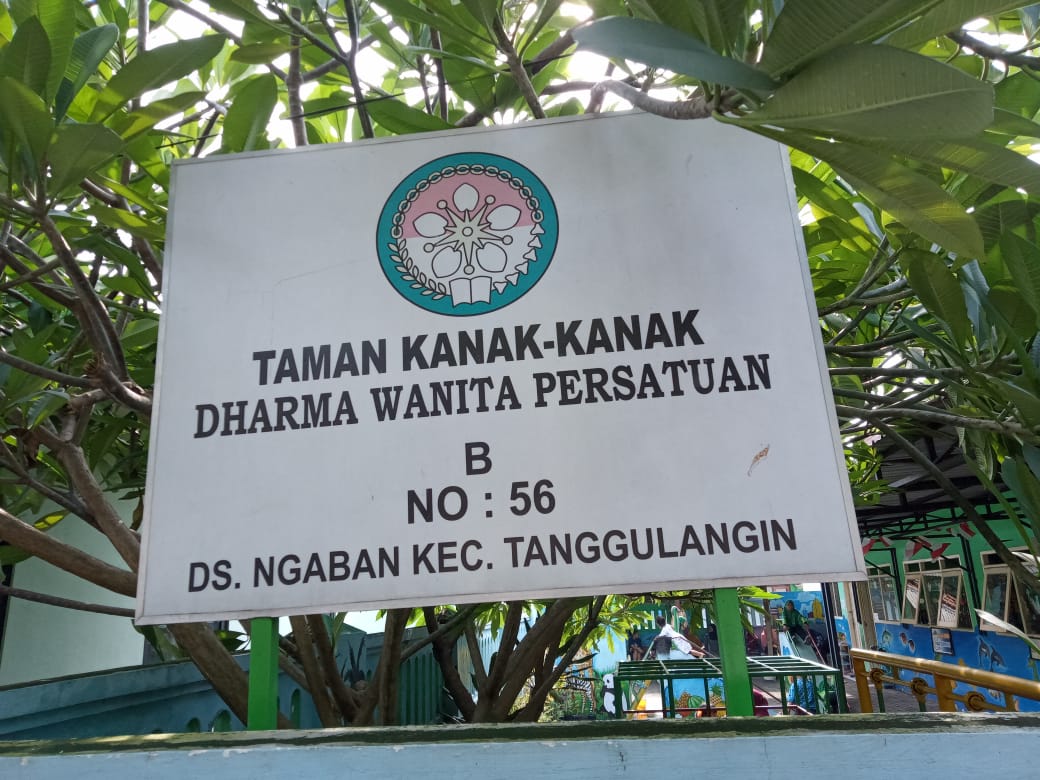 TAMAN KANAK-KANAK
DHARMA WANITA PERSATUAN
B
NO : 56
DS. NGABAN KEC. TANGGULANGIN